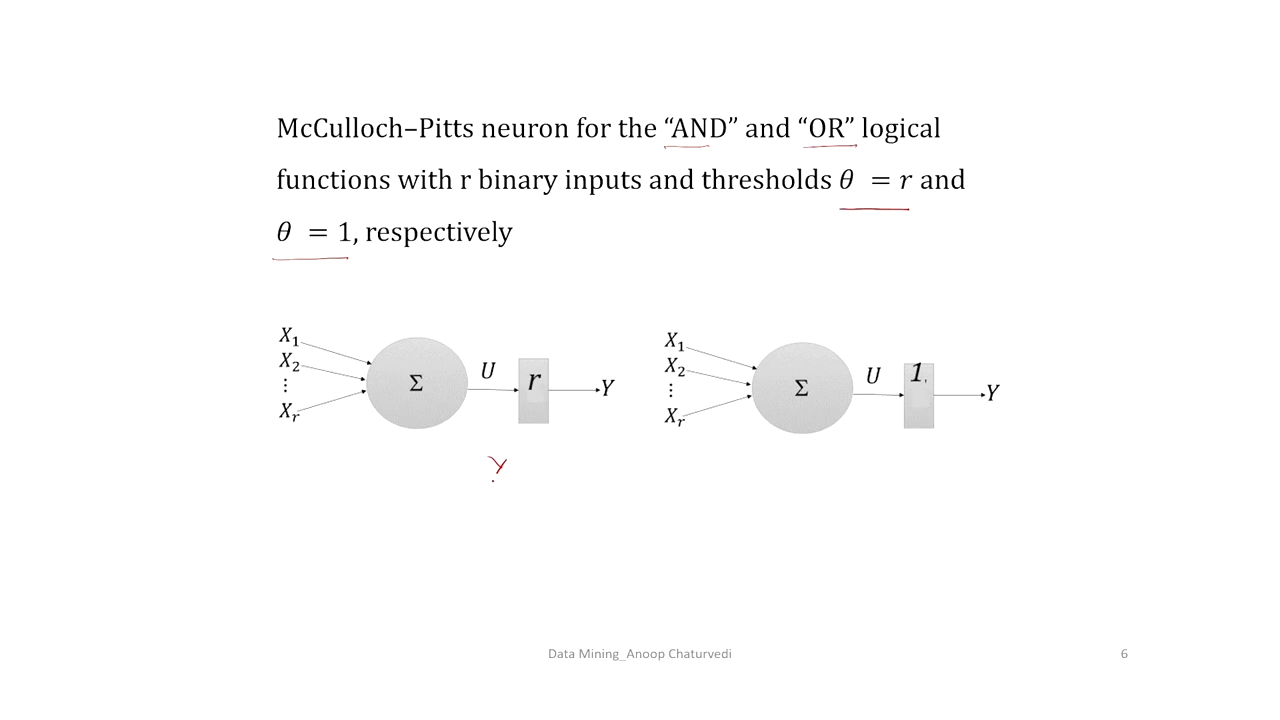 McCulloch–Pitts neuron for the “AND” and “OR” logical
functions with r binary inputs and thresholds θ = r and
θ = 1, respectively
X₁
X₂
⋮
Xᵣ
Σ
U
r
Y
X₁
X₂
⋮
Xᵣ
Σ
U
1
Y
Y
Data Mining_Anoop Chaturvedi
6